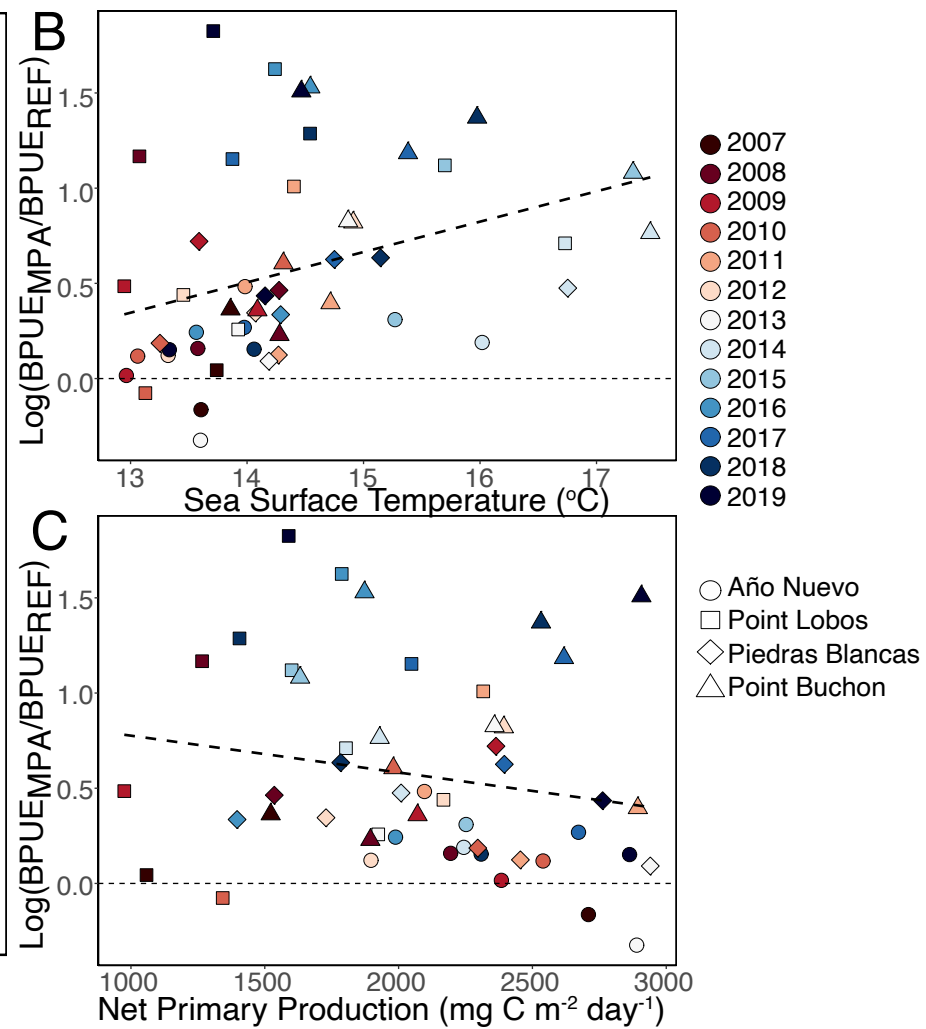 B
Log(BPUEMPA/BPUEREF)
1.5
1.0
0.5
0.0
13 14 15 16 17
Sea Surface Temperature (oC)
2007
2008
2009
2010
2011
2012
2013
2014
2015
2016
2017
2018
2019
C
Log(BPUEMPA/BPUEREF)
1.5
1.0
0.5
0.0
1000 1500 2000 2500 3000
Net Primary Production (mg C m-2 day-1)
Año Nuevo
Point Lobos
Piedras Blancas
Point Buchon